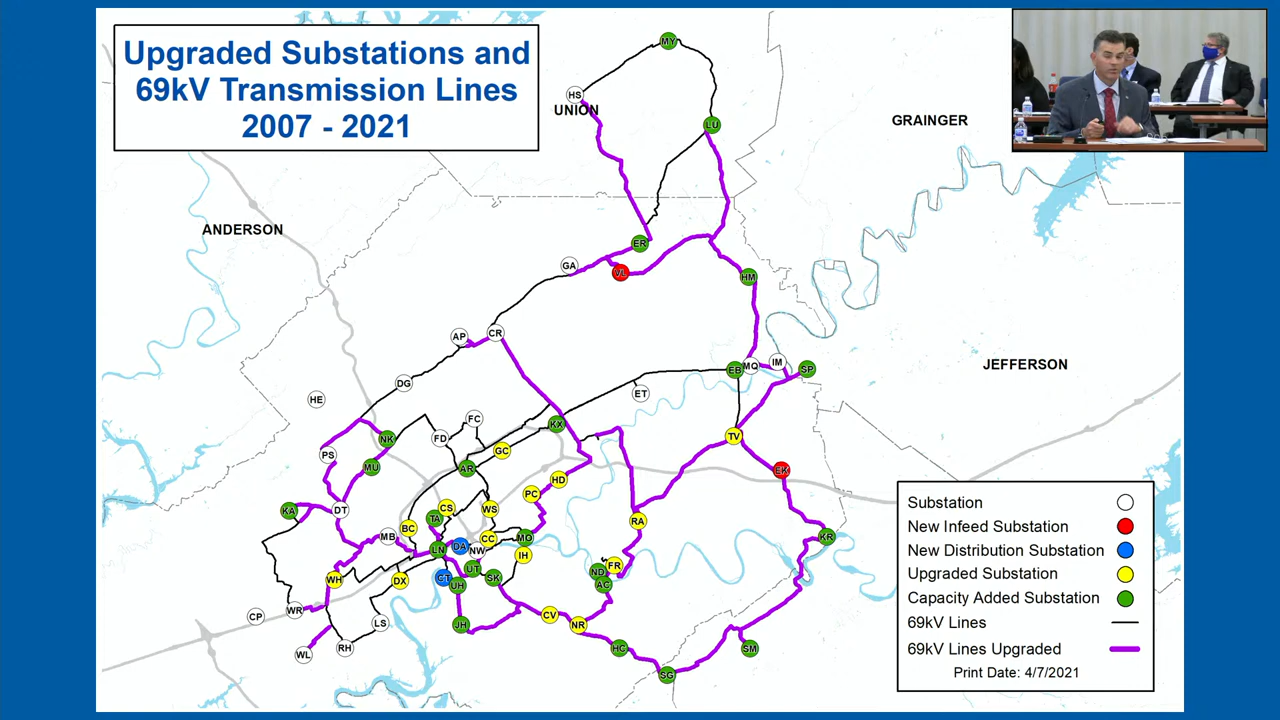 Upgraded Substations and
69kV Transmission Lines
2007 - 2021
MY
HS
UNION
LU
GRAINGER
ANDERSON
ER
GA
VL
HM
AP
CR
JEFFERSON
EB
MQ
IM
SP
DG
ET
HE
FC
KX
NK
FD
TV
GC
PS
MU
AR
EK
HD
PC
KA
DT
CS
WS
TA
RA
BC
MB
CC
MO
KR
LN
DA
NW
IH
UT
ND
FR
WH
DX
CT
UH
SK
AC
WR
CP
CV
LS
JH
NR
RH
WL
HC
SM
SG
Substation
New Infeed Substation
New Distribution Substation
Upgraded Substation
Capacity Added Substation
69kV Lines
69kV Lines Upgraded
Print Date: 4/7/2021